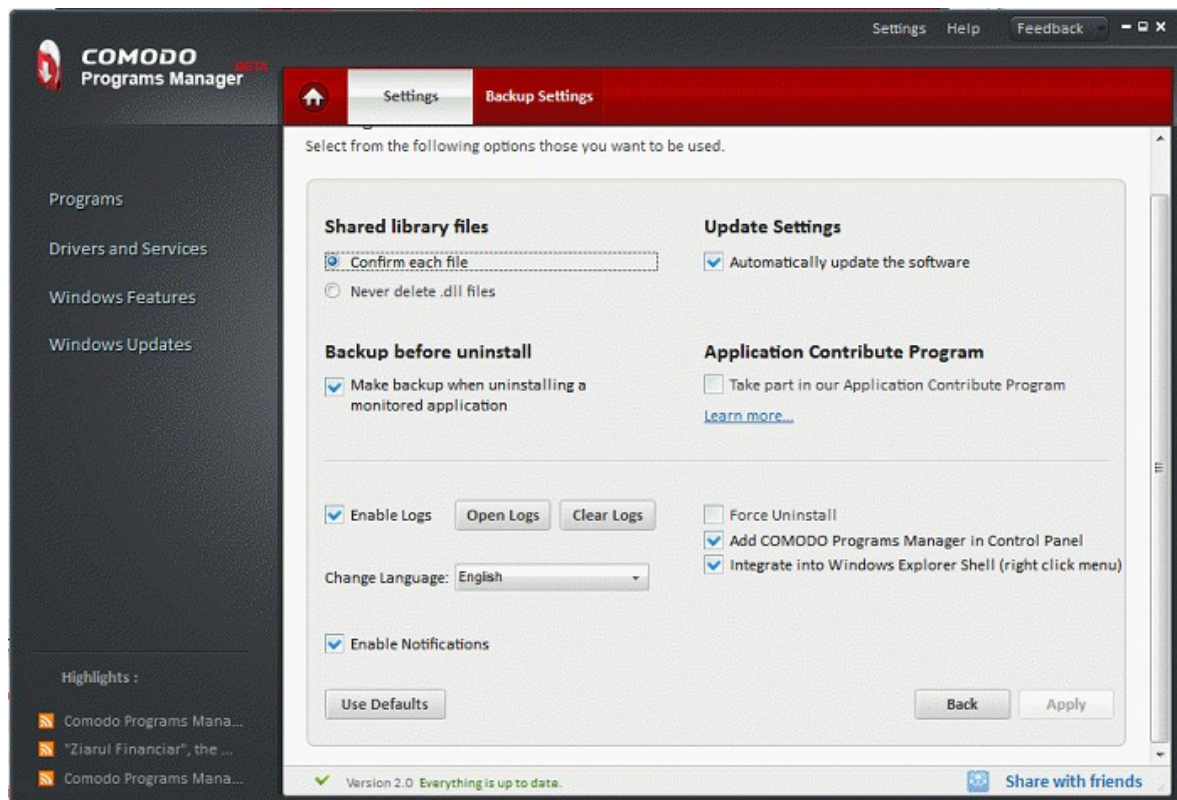 Settings Help Feedback
COMODO
BETA
Programs Manager
Settings
Backup Settings
Select from the following options those you want to be used.
Programs
Drivers and Services
Windows Features
Windows Updates
Shared library files
Confirm each file
Never delete .dll files
Update Settings
Automatically update the software
Backup before uninstall
Make backup when uninstalling a
monitored application
Application Contribute Program
Take part in our Application Contribute Program
Learn more...
Enable Logs
Open Logs
Clear Logs
Force Uninstall
Add COMODO Programs Manager in Control Panel
Integrate into Windows Explorer Shell (right click menu)
Change Language: English
Enable Notifications
Use Defaults
Back
Apply
Highlights :
Comodo Programs Mana...
"Ziarul Financiar", the ...
Comodo Programs Mana...
Version 2.0 Everything is up to date.
Share with friends